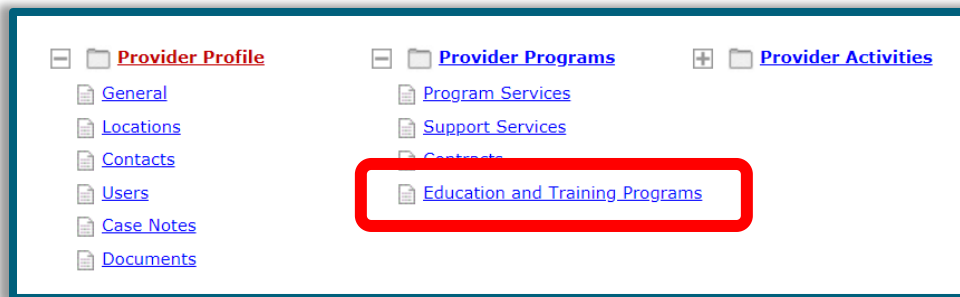 Provider Profile
General
Locations
Contacts
Users
Case Notes
Documents
Provider Programs
Program Services
Support Services
Contracts
Education and Training Programs
Provider Activities